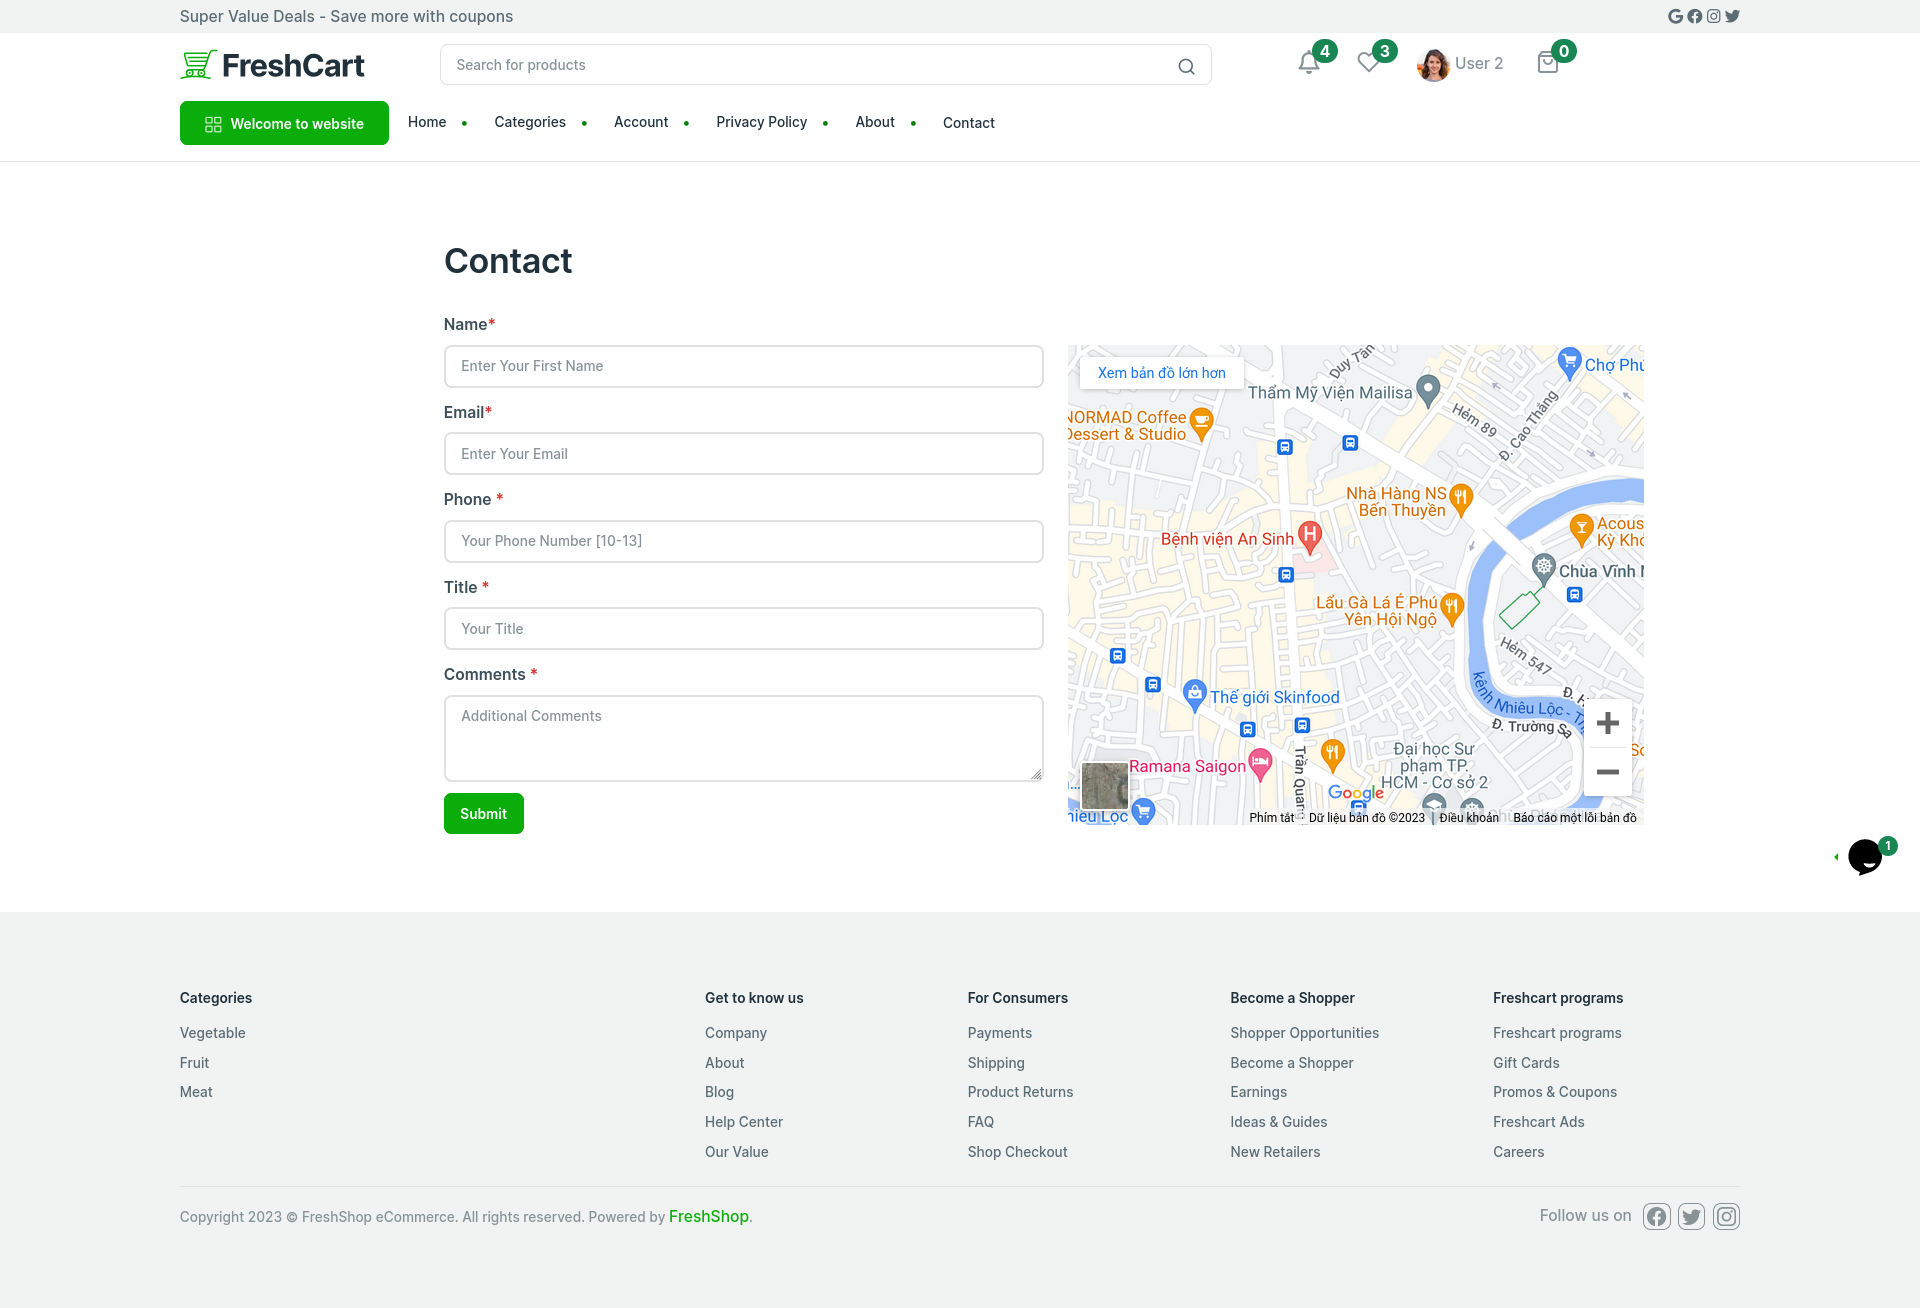 Super Value Deals - Save more with coupons
FreshCart
Search for products
4
3
User 2
0
Welcome to website
Home
Categories
Account
Privacy Policy
About
Contact
Contact
Name*
Enter Your First Name
Email*
Enter Your Email
Phone *
Your Phone Number [10-13]
Title *
Your Title
Comments *
Additional Comments
Submit
Xem bản đồ lớn hơn
Duy Tân
Chợ Phú
Thẩm Mỹ Viện Mailisa
Hẻm 89
Đ. Cao Thắng
NORMAD Coffee
Dessert & Studio
Nhà Hàng NS
Bến Thuyền
Acous
Kỳ Khô
Bệnh viện An Sinh
Chùa Vĩnh N
Lẩu Gà Lá É Phú
Yên Hội Ngộ
Hẻm 547
kênh Nhiêu Lộc - Th
Đ. Trường Sa
Thế giới Skinfood
Trần Quang
Đại học Sư
phạm TP.
HCM - Cơ sở 2
Ramana Saigon
Google
hiêu Lộc
Phím tắt
Dữ liệu bản đồ ©2023
Điều khoản
Báo cáo một lỗi bản đồ
1
Categories
Vegetable
Fruit
Meat
Get to know us
Company
About
Blog
Help Center
Our Value
For Consumers
Payments
Shipping
Product Returns
FAQ
Shop Checkout
Become a Shopper
Shopper Opportunities
Become a Shopper
Earnings
Ideas & Guides
New Retailers
Freshcart programs
Freshcart programs
Gift Cards
Promos & Coupons
Freshcart Ads
Careers
Copyright 2023 © FreshShop eCommerce. All rights reserved. Powered by FreshShop.
Follow us on